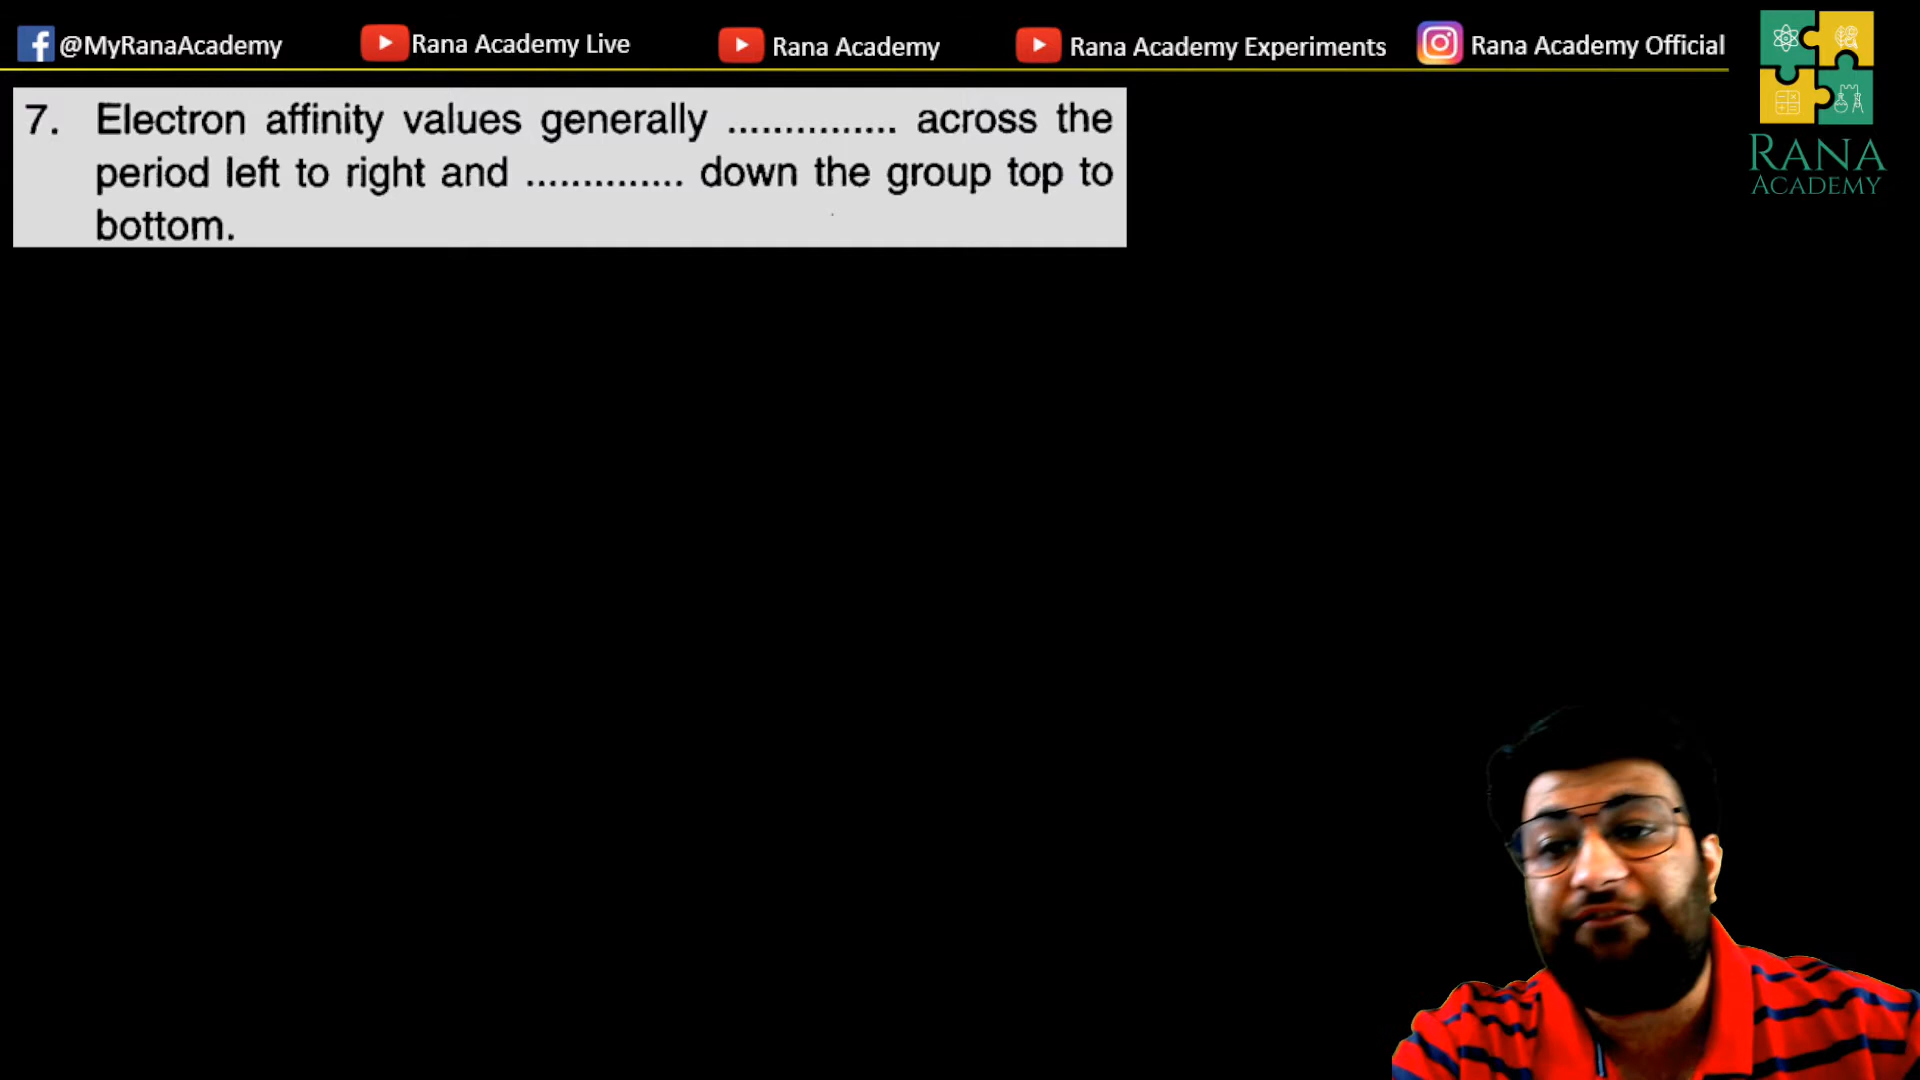 @MyRanaAcademy
Rana Academy Live
Rana Academy
Rana Academy Experiments
Rana Academy Official
RANA
ACADEMY
7. Electron affinity values generally ............... across the
period left to right and .............. down the group top to
bottom.